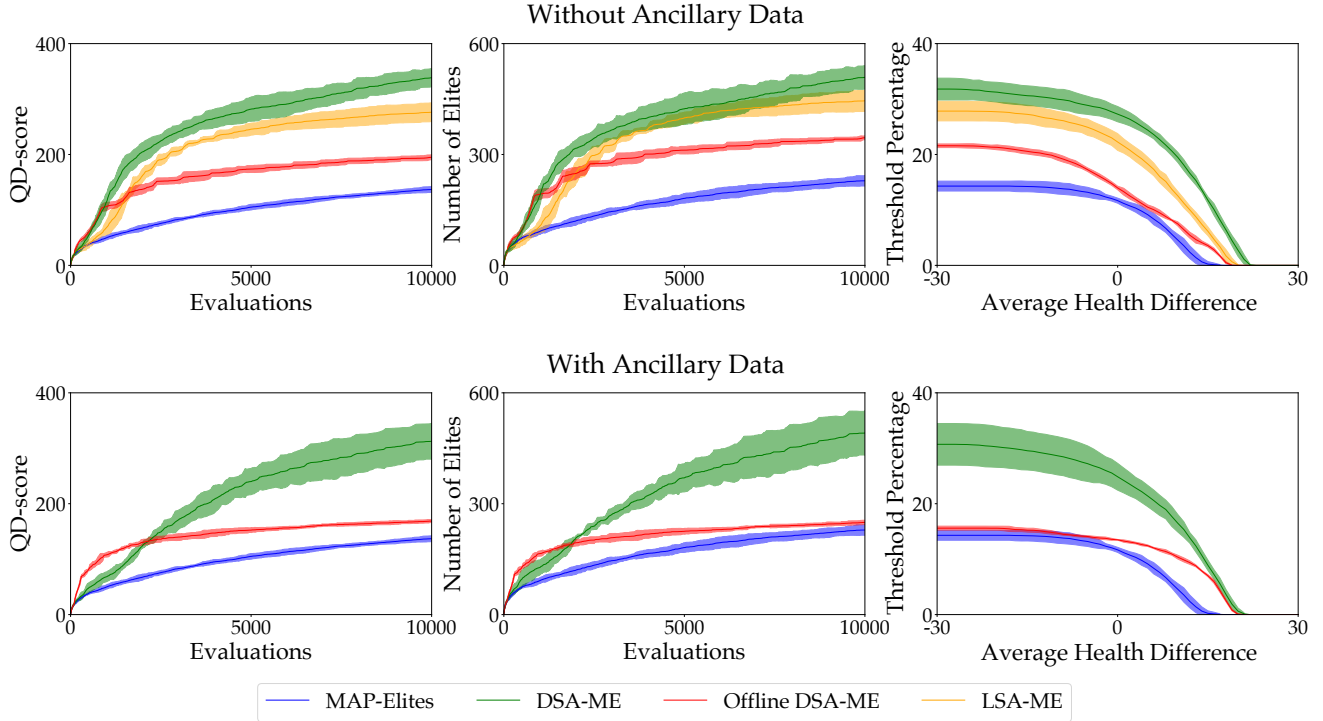 Without Ancillary Data
400
200
0
QD-score
0
5000
10000
Evaluations
600
300
0
Number of Elites
0
5000
10000
Evaluations
40
20
0
Threshold Percentage
-30
0
30
Average Health Difference
With Ancillary Data
400
200
0
QD-score
0
5000
10000
Evaluations
600
300
0
Number of Elites
0
5000
10000
Evaluations
40
20
0
Threshold Percentage
-30
0
30
Average Health Difference
MAP-Elites
DSA-ME
Offline DSA-ME
LSA-ME